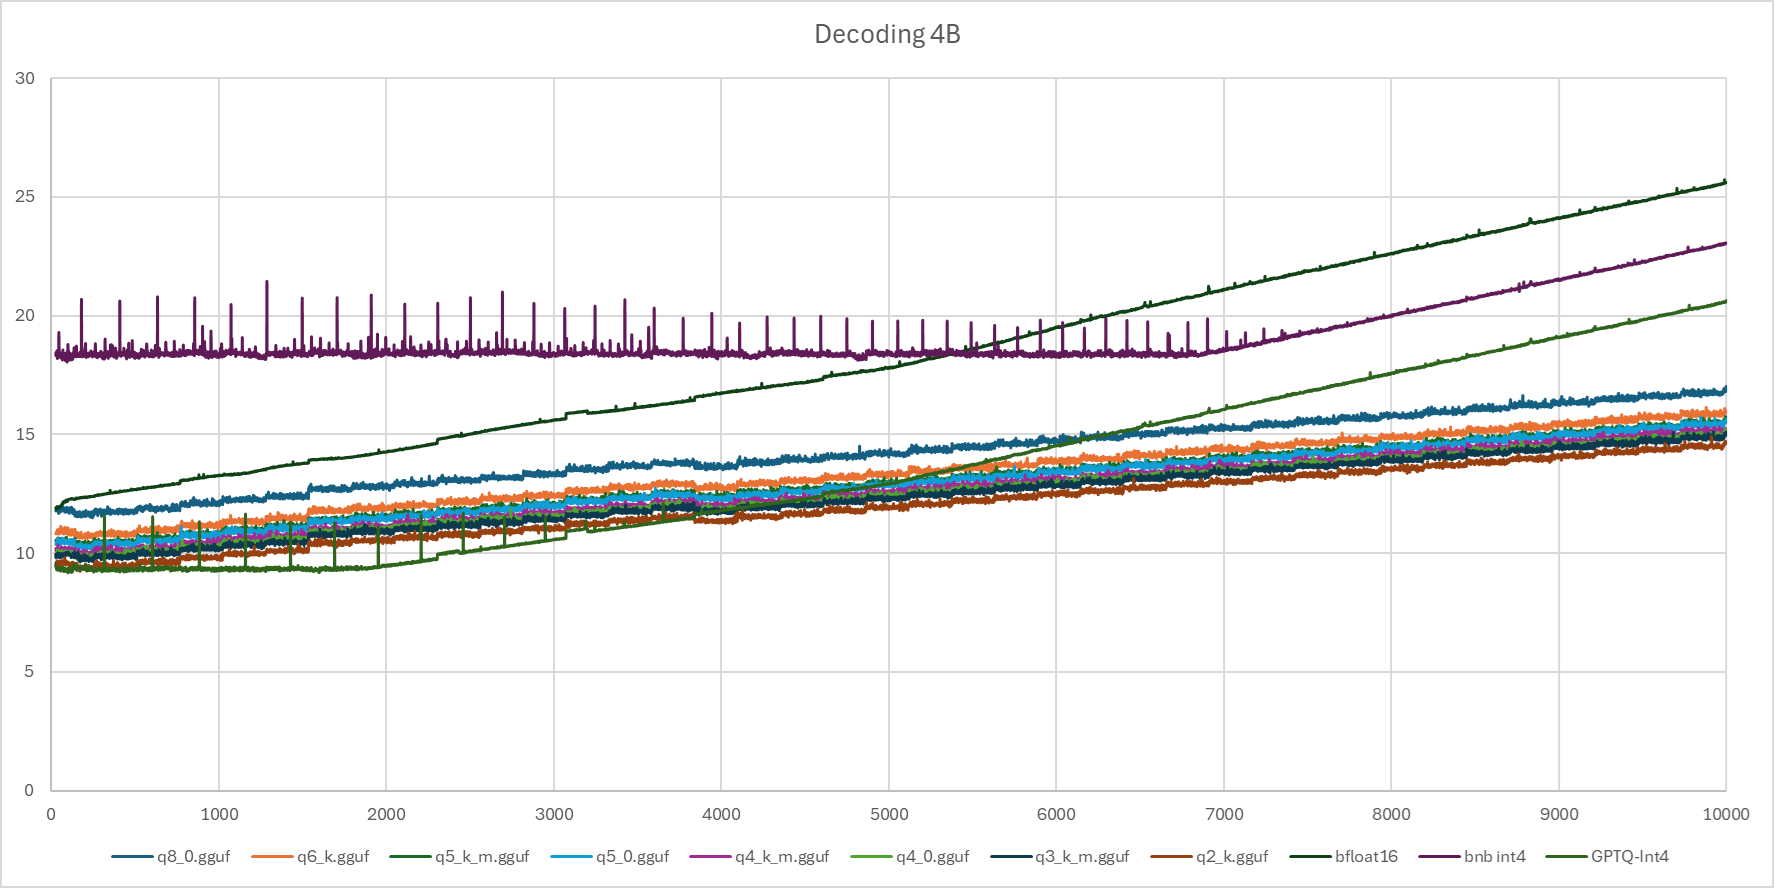 Decoding 4B
30
25
20
15
10
5
0
0 1000 2000 3000 4000 5000 6000 7000 8000 9000 10000
q8_0.gguf q6_k.gguf q5_k_m.gguf q5_0.gguf q4_k_m.gguf q4_0.gguf q3_k_m.gguf q2_k.gguf bfloat16 bnb int4 GPTQ-Int4